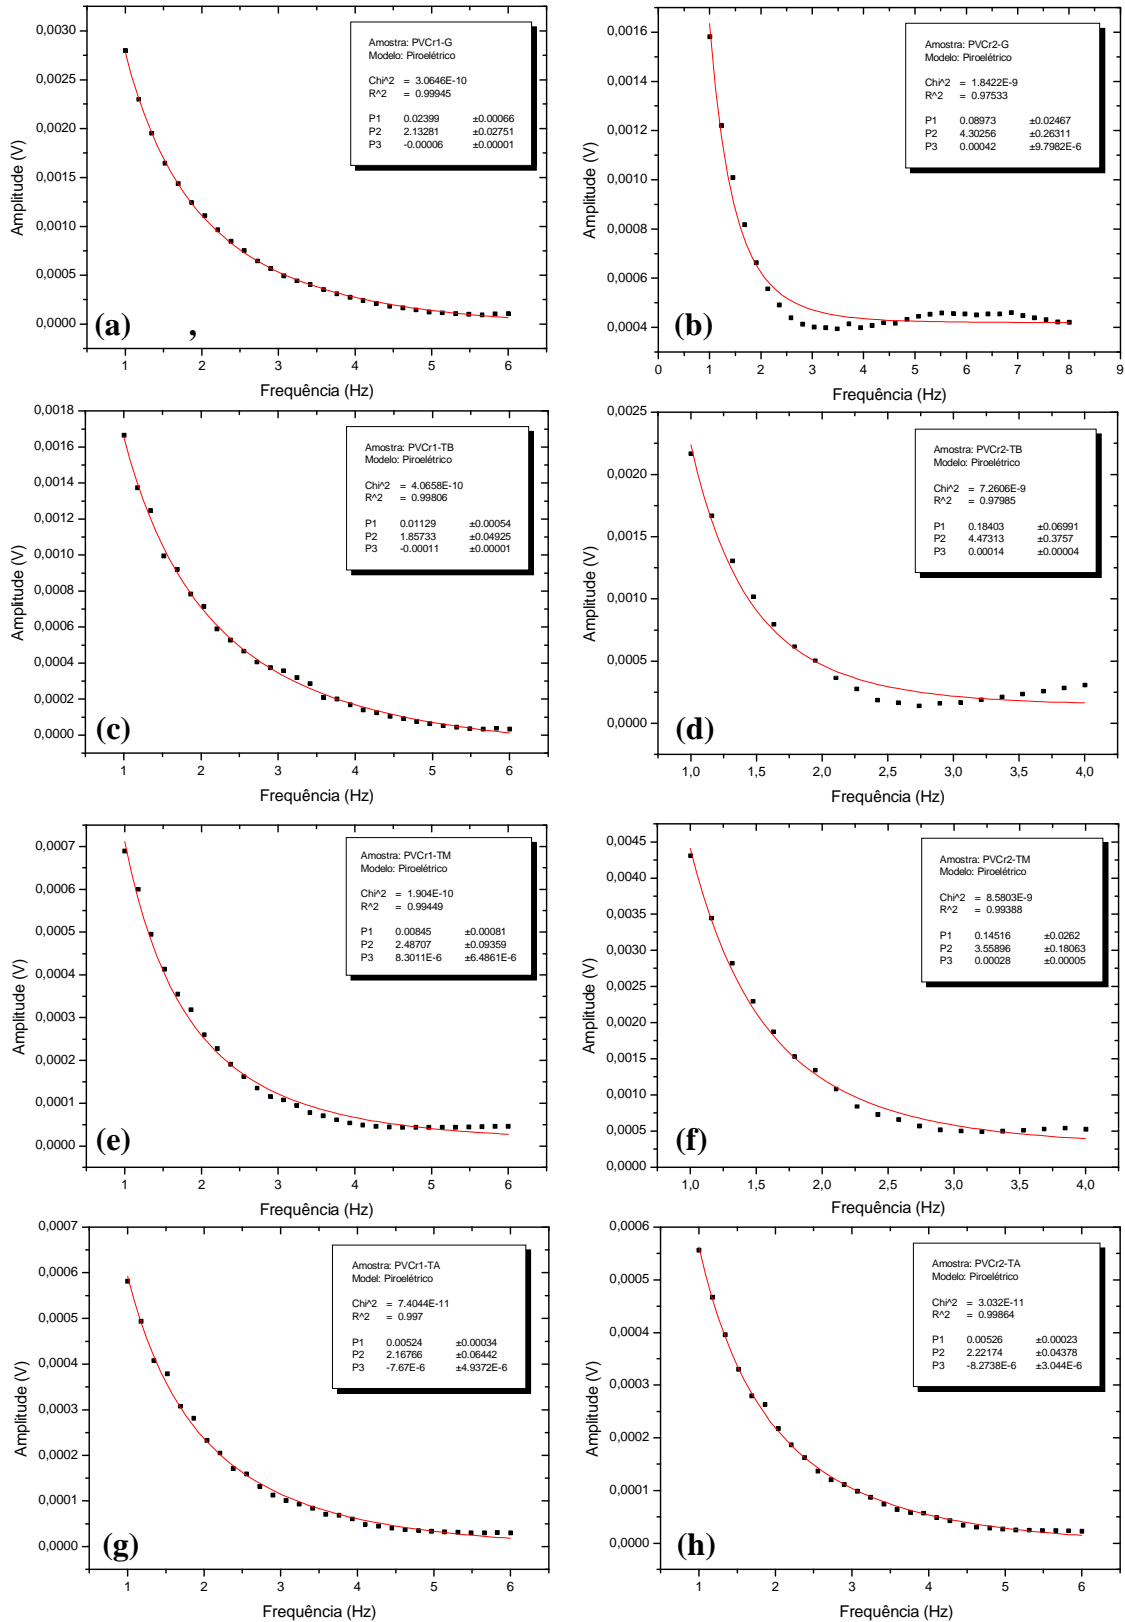 0,0030
0,0025
0,0020
0,0015
0,0010
0,0005
0,0000
Amplitude (V)
Amostra: PVCr1-G
Modelo: Piroelétrico
Chi^2 = 3.0646E-10
R^2 = 0.99945
P1 0.02399 ±0.00066
P2 2.13281 ±0.02751
P3 -0.00006 ±0.00001
(a)
,
1 2 3 4 5 6
Frequência (Hz)
0,0016
0,0014
0,0012
0,0010
0,0008
0,0006
0,0004
Amplitude (V)
Amostra: PVCr2-G
Modelo: Piroelétrico
Chi^2 = 1.8422E-9
R^2 = 0.97533
P1 0.08973 ±0.02467
P2 4.30256 ±0.26311
P3 0.00042 ±9.7982E-6
(b)
0 1 2 3 4 5 6 7 8 9
Frequência (Hz)
0,0018
0,0016
0,0014
0,0012
0,0010
0,0008
0,0006
0,0004
0,0002
0,0000
Amplitude (V)
Amostra: PVCr1-TB
Modelo: Piroelétrico
Chi^2 = 4.0658E-10
R^2 = 0.99806
P1 0.01129 ±0.00054
P2 1.85733 ±0.04925
P3 -0.00011 ±0.00001
(c)
1 2 3 4 5 6
Frequência (Hz)
0,0025
0,0020
0,0015
0,0010
0,0005
0,0000
Amplitude (V)
Amostra: PVCr2-TB
Modelo: Piroelétrico
Chi^2 = 7.2606E-9
R^2 = 0.97985
P1 0.18403 ±0.06991
P2 4.47313 ±0.3757
P3 0.00014 ±0.00004
(d)
1,0 1,5 2,0 2,5 3,0 3,5 4,0
Frequência (Hz)
0,0007
0,0006
0,0005
0,0004
0,0003
0,0002
0,0001
0,0000
Amplitude (V)
Amostra: PVCr1-TM
Modelo: Piroelétrico
Chi^2 = 1.904E-10
R^2 = 0.99449
P1 0.00845 ±0.00081
P2 2.48707 ±0.09359
P3 8.3011E-6 ±6.4861E-6
(e)
1 2 3 4 5 6
Frequência (Hz)
0,0045
0,0040
0,0035
0,0030
0,0025
0,0020
0,0015
0,0010
0,0005
0,0000
Amplitude (V)
Amostra: PVCr2-TM
Modelo: Piroelétrico
Chi^2 = 8.5803E-9
R^2 = 0.99388
P1 0.14516 ±0.0262
P2 3.55896 ±0.18063
P3 0.00028 ±0.00005
(f)
1,0 1,5 2,0 2,5 3,0 3,5 4,0
Frequência (Hz)
0,0007
0,0006
0,0005
0,0004
0,0003
0,0002
0,0001
0,0000
Amplitude (V)
Amostra: PVCr1-TA
Model: Piroelétrico
Chi^2 = 7.4044E-11
R^2 = 0.997
P1 0.00524 ±0.00034
P2 2.16766 ±0.06442
P3 -7.67E-6 ±4.9372E-6
(g)
1 2 3 4 5 6
Frequência (Hz)
0,0006
0,0005
0,0004
0,0003
0,0002
0,0001
0,0000
Amplitude (V)
Amostra: PVCr2-TA
Modelo: Piroelétrico
Chi^2 = 3.032E-11
R^2 = 0.99864
P1 0.00526 ±0.00023
P2 2.22174 ±0.04378
P3 -8.2738E-6 ±3.044E-6
(h)
1 2 3 4 5 6
Frequência (Hz)